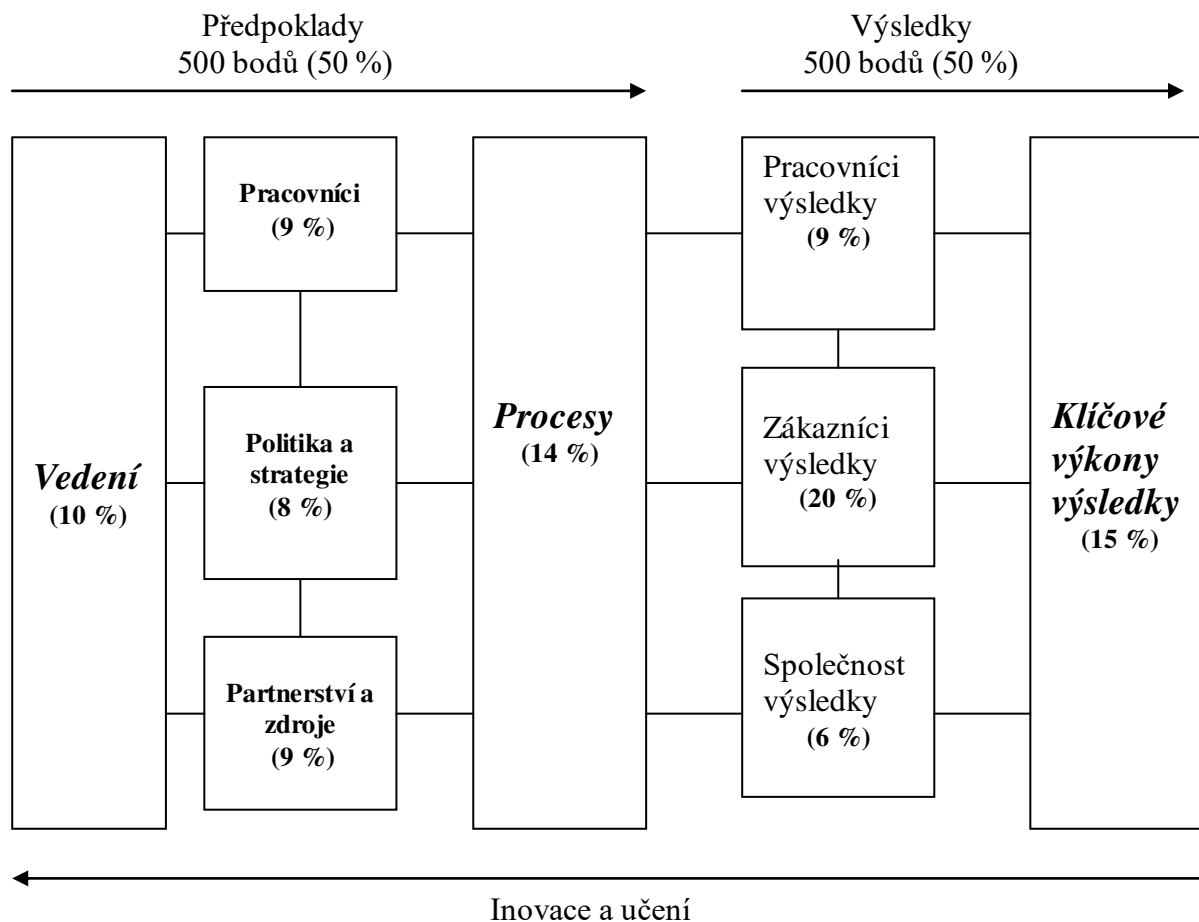 Předpoklady
500 bodů (50 %)
Výsledky
500 bodů (50 %)
Vedení
(10 %)
Pracovníci
(9 %)
Politika a
strategie
(8 %)
Partnerství a
zdroje
(9 %)
Procesy
(14 %)
Pracovníci
výsledky
(9 %)
Zákazníci
výsledky
(20 %)
Společnost
výsledky
(6 %)
Klíčové
výkony
výsledky
(15 %)
Inovace a učení